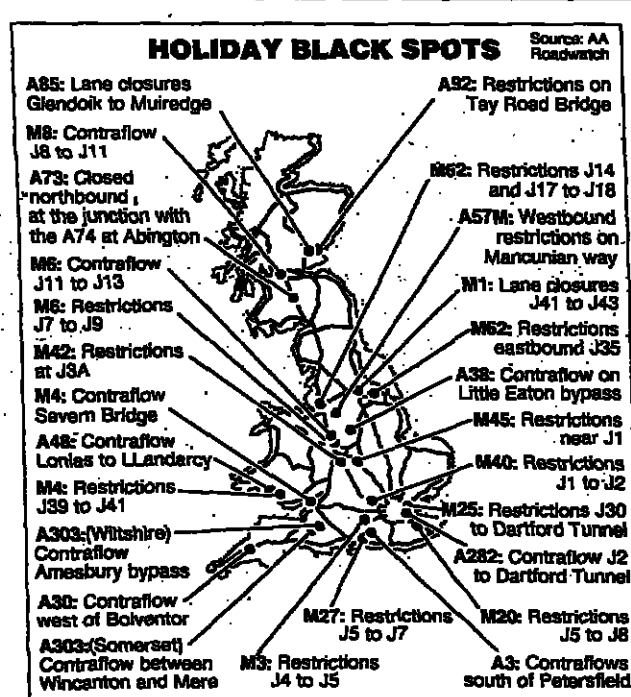 HOLIDAY BLACK SPOTS
Source: AA
Roadwatch
A85: Lane closures
Glendoik to Muiredge
M8: Contraflow
J8 to J11
A73: Closed
northbound
at the junction with
the A74 at Abington
M6: Contraflow
J11 to J13
M6: Restrictions
J7 to J9
M42: Restrictions
at J3A
M4: Contraflow
Severn Bridge
A48: Contraflow
Lonlas to LLandarcy
M4: Restrictions
J39 to J41
A303:(Wiltshire)
Contraflow
Amesbury bypass
A30: Contraflow
west of Bolventor
A303:(Somerset)
Contraflow between
Wincanton and Mere
M3: Restrictions
J4 to J5
M27: Restrictions
J5 to J7
A92: Restrictions on
Tay Road Bridge
M62: Restrictions J14
and J17 to J18
A57M: Westbound
restrictions on
Mancunian way
M1: Lane closures
J41 to J43
M62: Restrictions
eastbound J35
A38: Contraflow on
Little Eaton bypass
M45: Restrictions
near J1
M40: Restrictions
J1 to J2
M25: Restrictions J30
to Dartford Tunnel
A282: Contraflow J2
to Dartford Tunnel
M20: Restrictions
J5 to J8
A3: Contraflows
south of Petersfield